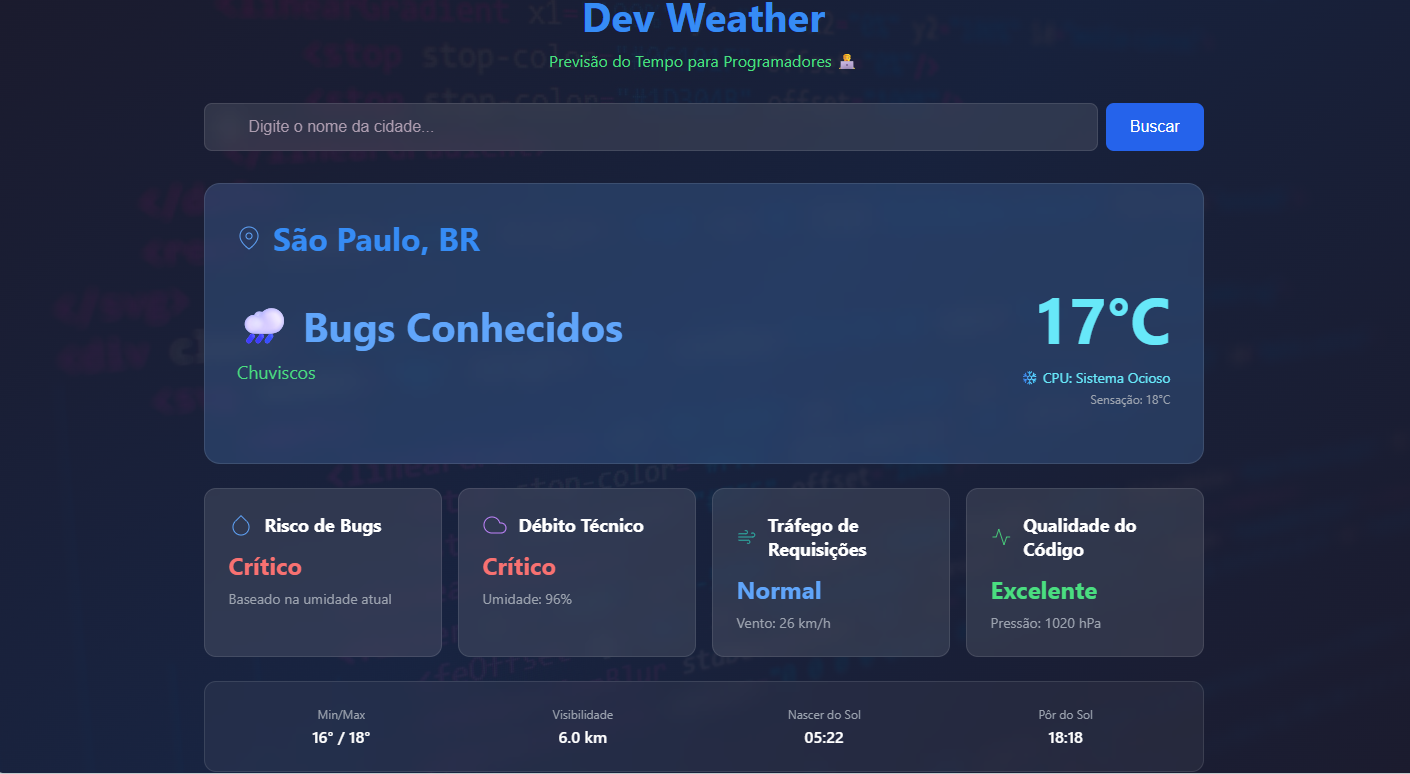 Dev Weather
Previsão do Tempo para Programadores
Digite o nome da cidade...
Buscar
São Paulo, BR
Bugs Conhecidos
Chuviscos
17°C
CPU: Sistema Ocioso
Sensação: 18°C
Risco de Bugs
Crítico
Baseado na umidade atual
Débito Técnico
Crítico
Umidade: 96%
Tráfego de
Requisições
Normal
Vento: 26 km/h
Qualidade do
Código
Excelente
Pressão: 1020 hPa
Min/Max
16° / 18°
Visibilidade
6.0 km
Nascer do Sol
05:22
Pôr do Sol
18:18